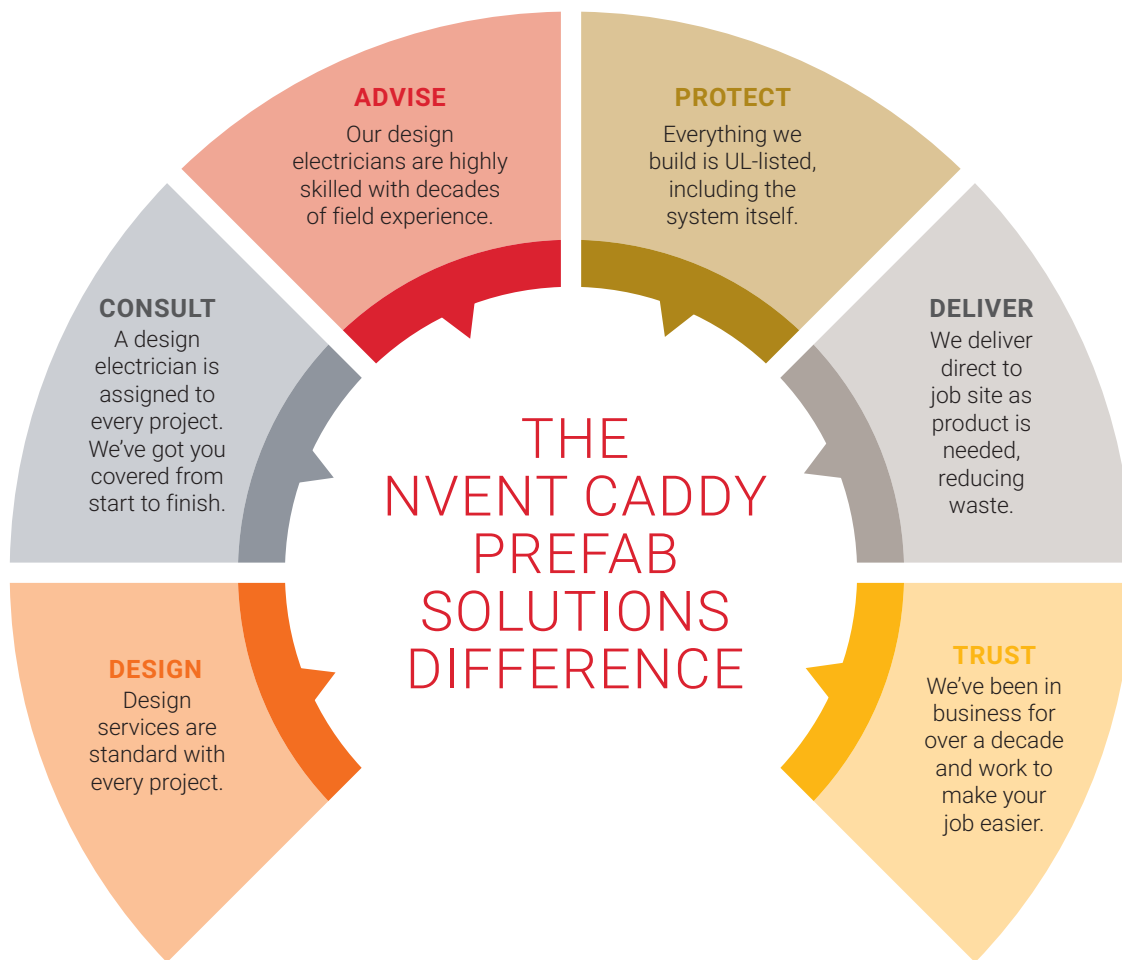 ADVISE
Our design
electricians are highly
skilled with decades
of field experience.
PROTECT
Everything we
build is UL-listed,
including the
system itself.
CONSULT
A design
electrician is
assigned to
every project.
We've got you
covered from
start to finish.
DELIVER
We deliver
direct to
job site as
product is
needed,
reducing
waste.
THE
NVENT CADDY
PREFAB
SOLUTIONS
DIFFERENCE
DESIGN
Design
services are
standard with
every project.
TRUST
We've been in
business for
over a decade
and work to
make your
job easier.